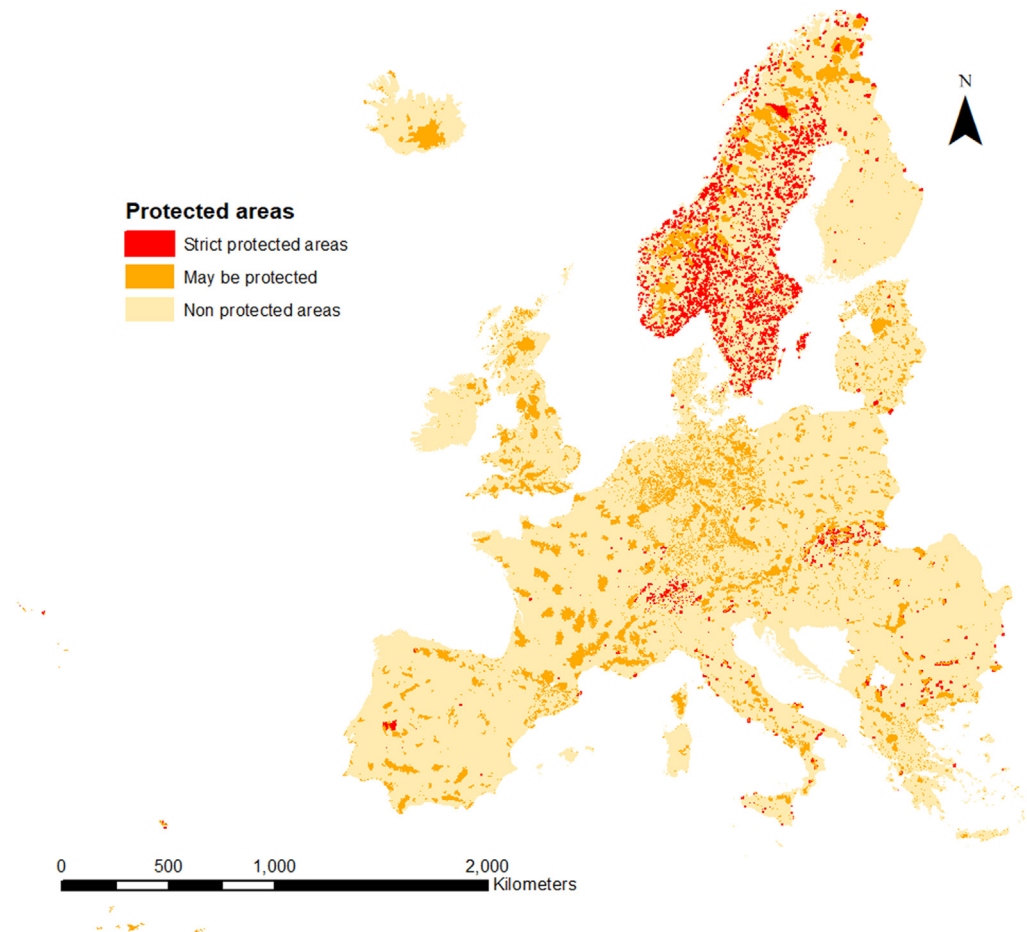 N
Protected areas
Strict protected areas
May be protected
Non protected areas
0 500 1,000 2,000
Kilometers